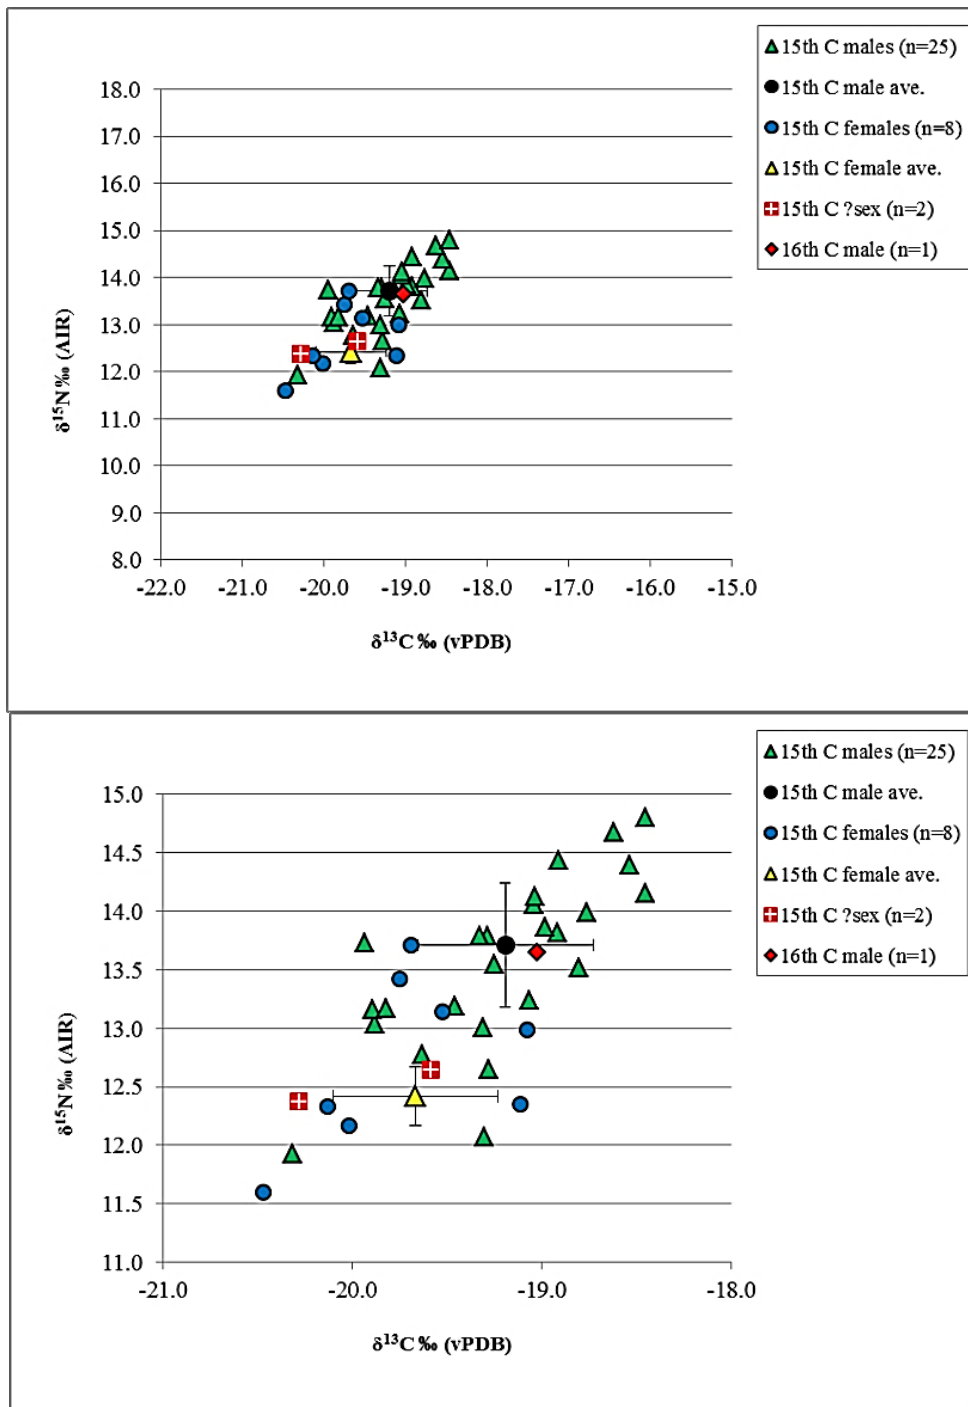 15th C males (n=25)
15th C male ave.
15th C females (n=8)
15th C female ave.
15th C ?sex (n=2)
16th C male (n=1)
18.0
17.0
16.0
15.0
14.0
13.0
12.0
11.0
10.0
9.0
8.0
δ¹⁵N‰ (AIR)
-22.0 -21.0 -20.0 -19.0 -18.0 -17.0 -16.0 -15.0
δ¹³C‰ (vPDB)
15th C males (n=25)
15th C male ave.
15th C females (n=8)
15th C female ave.
15th C ?sex (n=2)
16th C male (n=1)
15.0
14.5
14.0
13.5
13.0
12.5
12.0
11.5
11.0
δ¹⁵N‰ (AIR)
-21.0 -20.0 -19.0 -18.0
δ¹³C‰ (vPDB)